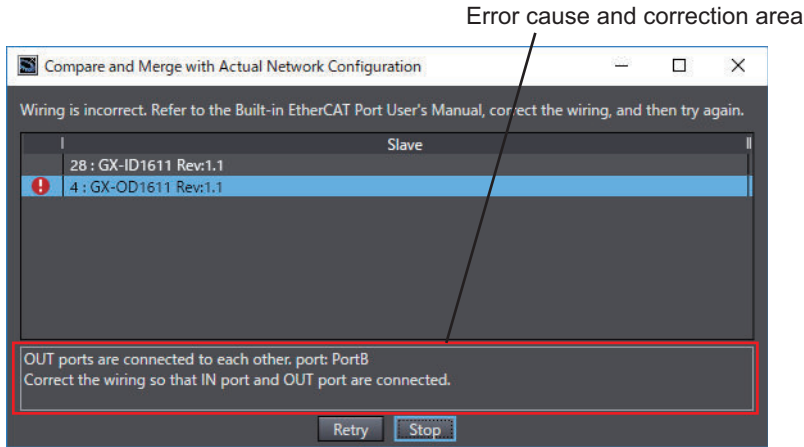 Error cause and correction area
Compare and Merge with Actual Network Configuration
Wiring is incorrect. Refer to the Built-in EtherCAT Port User's Manual, correct the wiring, and then try again.
Slave
28 : GX-ID1611 Rev:1.1
4 : GX-OD1611 Rev:1.1
OUT ports are connected to each other. port: PortB
Correct the wiring so that IN port and OUT port are connected.
Retry Stop